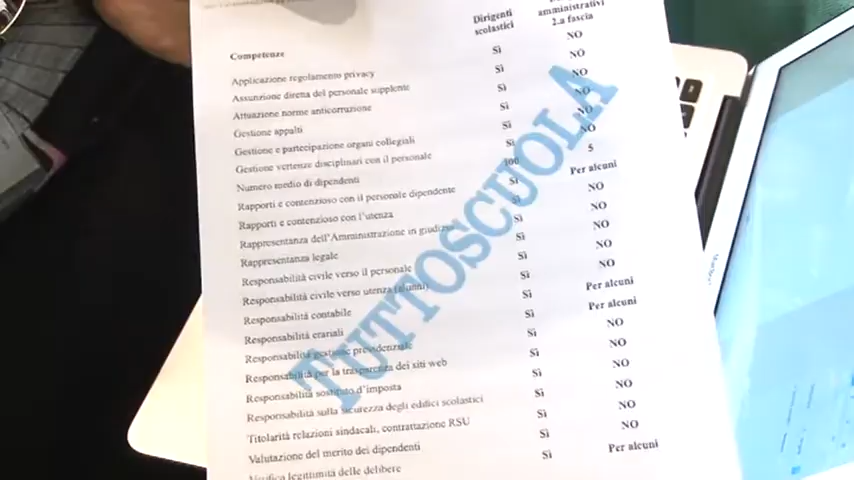 Dirigenti scolastici
amministrativi 2.a fascia
Competenze
Sì NO
Applicazione regolamento privacy Sì NO
Assunzione diretta del personale supplente Sì NO
Attuazione norme anticorruzione Sì NO
Gestione appalti Sì NO
Gestione e partecipazione organi collegiali Sì NO
Gestione vertenze disciplinari con il personale 100 5
Numero medio di dipendenti Sì Per alcuni
Rapporti e contenzioso con il personale dipendente Sì NO
Rapporti e contenzioso con l'utenza Sì NO
Rappresentanza dell'Amministrazione in giudizio Sì NO
Rappresentanza legale Sì NO
Responsabilità civile verso il personale Sì NO
Responsabilità civile verso utenza (alunni) Sì Per alcuni
Responsabilità contabile Sì Per alcuni
Responsabilità erariali Sì NO
Responsabilità gestione previdenziale Sì NO
Responsabilità per la trasparenza dei siti web Sì NO
Responsabilità sostituto d'imposta Sì NO
Responsabilità sulla sicurezza degli edifici scolastici Sì NO
Titolarità relazioni sindacali, contrattazione RSU Sì NO
Valutazione del merito dei dipendenti Sì Per alcuni
Verifica legittimità delle delibere
TUTTOSCUOLA